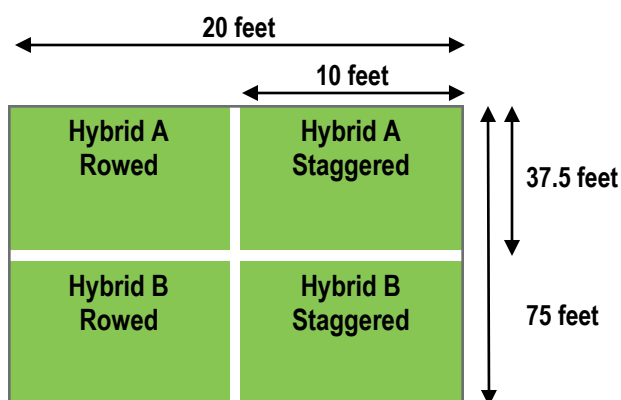 20 feet
10 feet
Hybrid A
Rowed
Hybrid A
Staggered
37.5 feet
Hybrid B
Rowed
Hybrid B
Staggered
75 feet